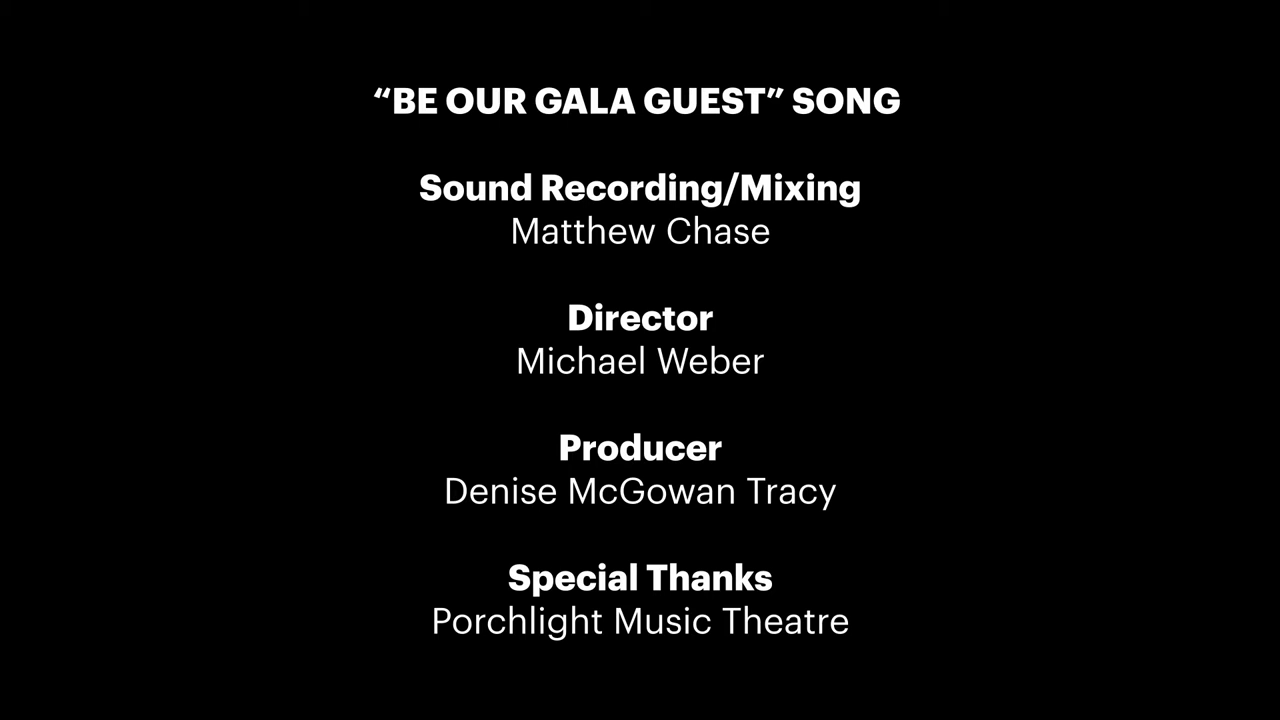 “BE OUR GALA GUEST” SONG
Sound Recording/Mixing
Matthew Chase
Director
Michael Weber
Producer
Denise McGowan Tracy
Special Thanks
Porchlight Music Theatre